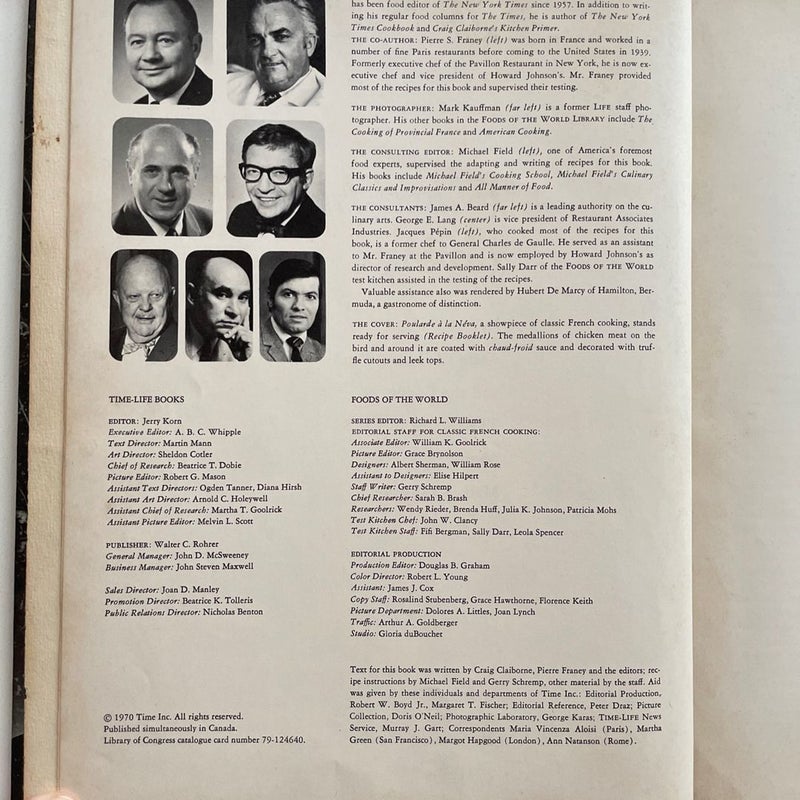 has been food editor of The New York Times since 1957. In addition to writ-
ing his regular food columns for The Times, he is author of The New York
Times Cookbook and Craig Claiborne's Kitchen Primer.
THE CO-AUTHOR: Pierre S. Franey (left) was born in France and worked in a
number of fine Paris restaurants before coming to the United States in 1939.
Formerly executive chef of the Pavillon Restaurant in New York, he is now ex-
ecutive chef and vice president of Howard Johnson's. Mr. Franey provided
most of the recipes for this book and supervised their testing.
THE PHOTOGRAPHER: Mark Kauffman (far left) is a former LIFE staff pho-
tographer. His other books in the FOODS OF THE WORLD LIBRARY include The
Cooking of Provincial France and American Cooking.
THE CONSULTING EDITOR: Michael Field (left), one of America's foremost
food experts, supervised the adapting and writing of recipes for this book.
His books include Michael Field's Cooking School, Michael Field's Culinary
Classics and Improvisations and All Manner of Food.
THE CONSULTANTS: James A. Beard (far left) is a leading authority on the cu-
linary arts. George E. Lang (center) is vice president of Restaurant Associates
Industries. Jacques Pépin (left), who cooked most of the recipes for this
book, is a former chef to General Charles de Gaulle. He served as an assistant
to Mr. Franey at the Pavillon and is now employed by Howard Johnson's as
director of research and development. Sally Darr of the FOODS OF THE WORLD
test kitchen assisted in the testing of the recipes.
Valuable assistance also was rendered by Hubert De Marcy of Hamilton, Ber-
muda, a gastronome of distinction.
THE COVER: Poularde à la Néva, a showpiece of classic French cooking, stands
ready for serving (Recipe Booklet). The medallions of chicken meat on the
bird and around it are coated with chaud-froid sauce and decorated with truf-
fle cutouts and leek tops.
TIME-LIFE BOOKS
EDITOR: Jerry Korn
Executive Editor: A. B. C. Whipple
Text Director: Martin Mann
Art Director: Sheldon Cotler
Chief of Research: Beatrice T. Dobie
Picture Editor: Robert G. Mason
Assistant Text Directors: Ogden Tanner, Diana Hirsh
Assistant Art Director: Arnold C. Holeywell
Assistant Chief of Research: Martha T. Goolrick
Assistant Picture Editor: Melvin L. Scott
PUBLISHER: Walter C. Rohrer
General Manager: John D. McSweeney
Business Manager: John Steven Maxwell
Sales Director: Joan D. Manley
Promotion Director: Beatrice K. Tolleris
Public Relations Director: Nicholas Benton
© 1970 Time Inc. All rights reserved.
Published simultaneously in Canada.
Library of Congress catalogue card number 79-124640.
FOODS OF THE WORLD
SERIES EDITOR: Richard L. Williams
EDITORIAL STAFF FOR CLASSIC FRENCH COOKING:
Associate Editor: William K. Goolrick
Picture Editor: Grace Brynolson
Designers: Albert Sherman, William Rose
Assistant to Designers: Elise Hilpert
Staff Writer: Gerry Schremp
Chief Researcher: Sarah B. Brash
Researchers: Wendy Rieder, Brenda Huff, Julia K. Johnson, Patricia Mohs
Test Kitchen Chef: John W. Clancy
Test Kitchen Staff: Fifi Bergman, Sally Darr, Leola Spencer
EDITORIAL PRODUCTION
Production Editor: Douglas B. Graham
Color Director: Robert L. Young
Assistant: James J. Cox
Copy Staff: Rosalind Stubenberg, Grace Hawthorne, Florence Keith
Picture Department: Dolores A. Littles, Joan Lynch
Traffic: Arthur A. Goldberger
Studio: Gloria duBouchet
Text for this book was written by Craig Claiborne, Pierre Franey and the editors; rec-
ipe instructions by Michael Field and Gerry Schremp, other material by the staff. Aid
was given by these individuals and departments of Time Inc.: Editorial Production,
Robert W. Boyd Jr., Margaret T. Fischer; Editorial Reference, Peter Draz; Picture
Collection, Doris O'Neil; Photographic Laboratory, George Karas; TIME-LIFE News
Service, Murray J. Gart; Correspondents Maria Vincenza Aloisi (Paris), Martha
Green (San Francisco), Margot Hapgood (London), Ann Natanson (Rome).